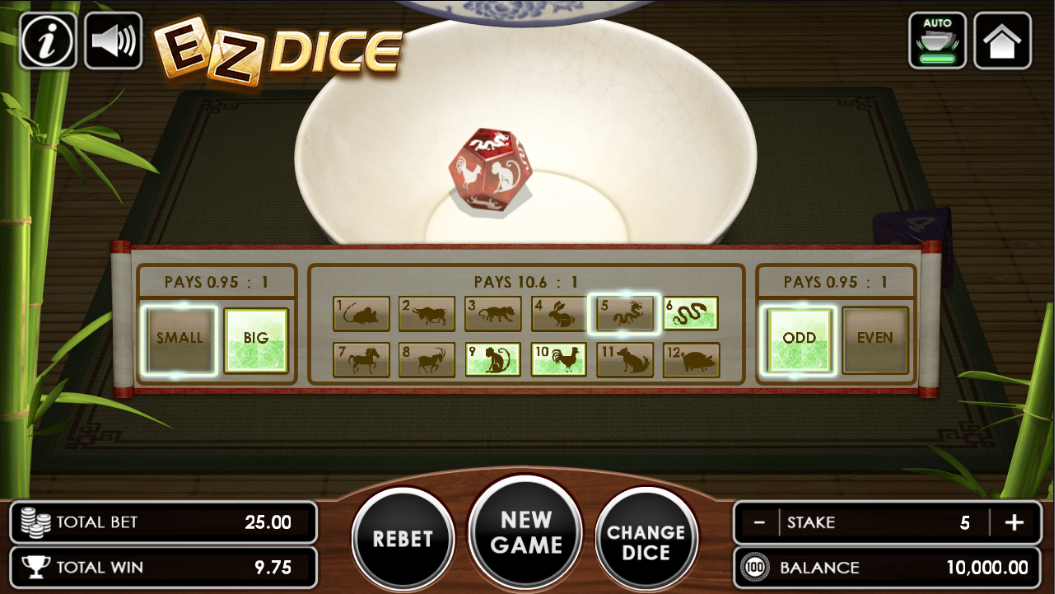 i
EZ DICE
AUTO
PAYS 0.95 : 1
SMALL
BIG
PAYS 10.6 : 1
1
2
3
4
5
6
7
8
9
10
11
12
PAYS 0.95 : 1
ODD
EVEN
4
TOTAL BET 25.00
TOTAL WIN 9.75
REBET
NEW
GAME
CHANGE
DICE
- STAKE 5 +
100 BALANCE 10,000.00